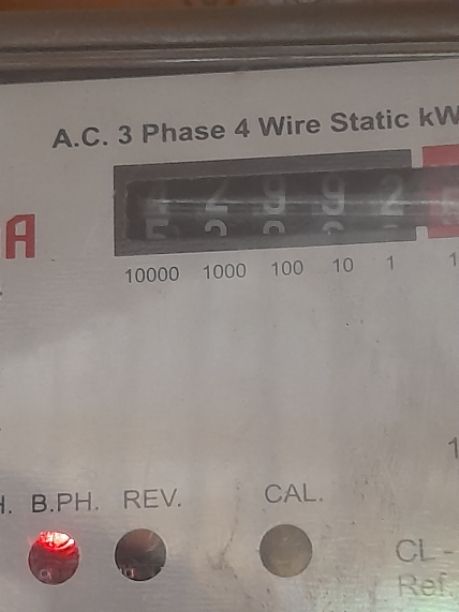 A.C. 3 Phase 4 Wire Static kW
2 9 9 2
A
10000 1000 100 10 1 1
1
H. B.PH. REV. CAL.
CL -
Ref.